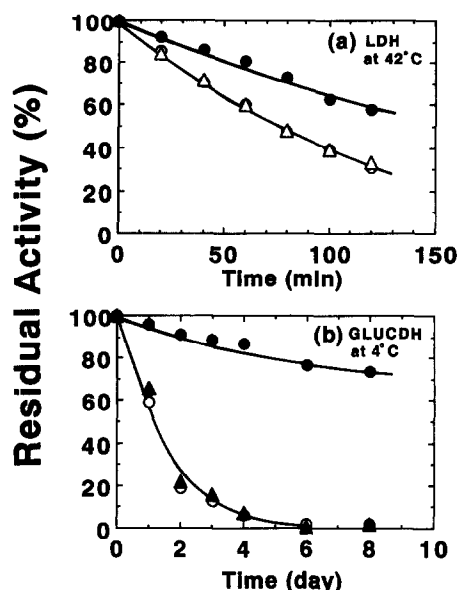 Residual Activity (%)
(a) LDH
at 42°C
100
80
60
40
20
0
0 50 100 150
Time (min)
(b) GLUCDH
at 4°C
100
80
60
40
20
0
0 2 4 6 8 10
Time (day)